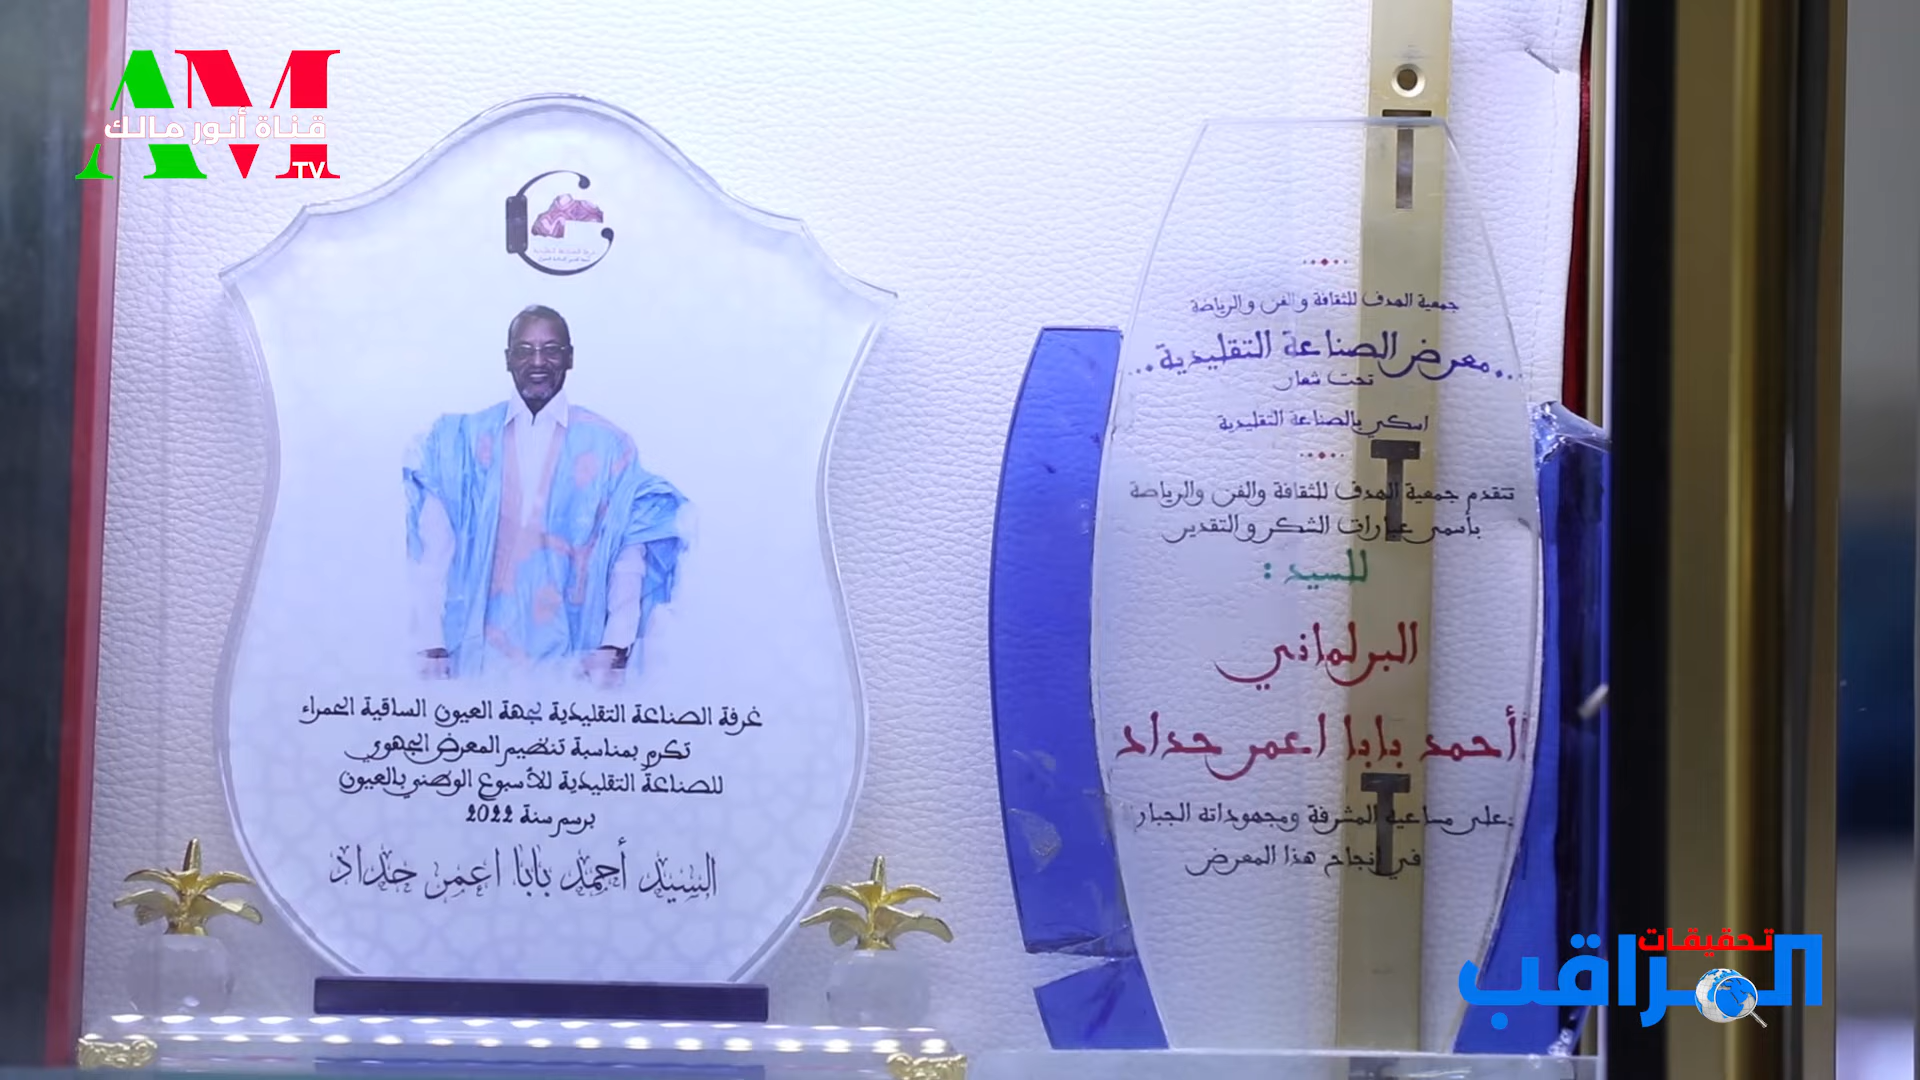 AM
قناة أنور مالك
TV
غرفة الصناعة التقليدية لجهة العيون الساقية الحمراء
تكرم بمناسبة تنظيم المعرض الجهوي
للصناعة التقليدية للأسبوع الوطني بالعيون
برسم سنة 2022
السيد أحمد بابا اعمر حداد
جمعية الهدف للثقافة والفن والرياضة
..معرض الصناعة التقليدية..
تحت شعار
اسكي بالصناعة التقليدية
تتقدم جمعية الهدف للثقافة والفن والرياضة
بأسمى عبارات الشكر والتقدير
للسيد :
البرلماني
أحمد بابا اعمر حداد
على مساعيه المشرفة ومجهوداته الجبار
في إنجاح هذا المعرض
تحقيقات
المراقب